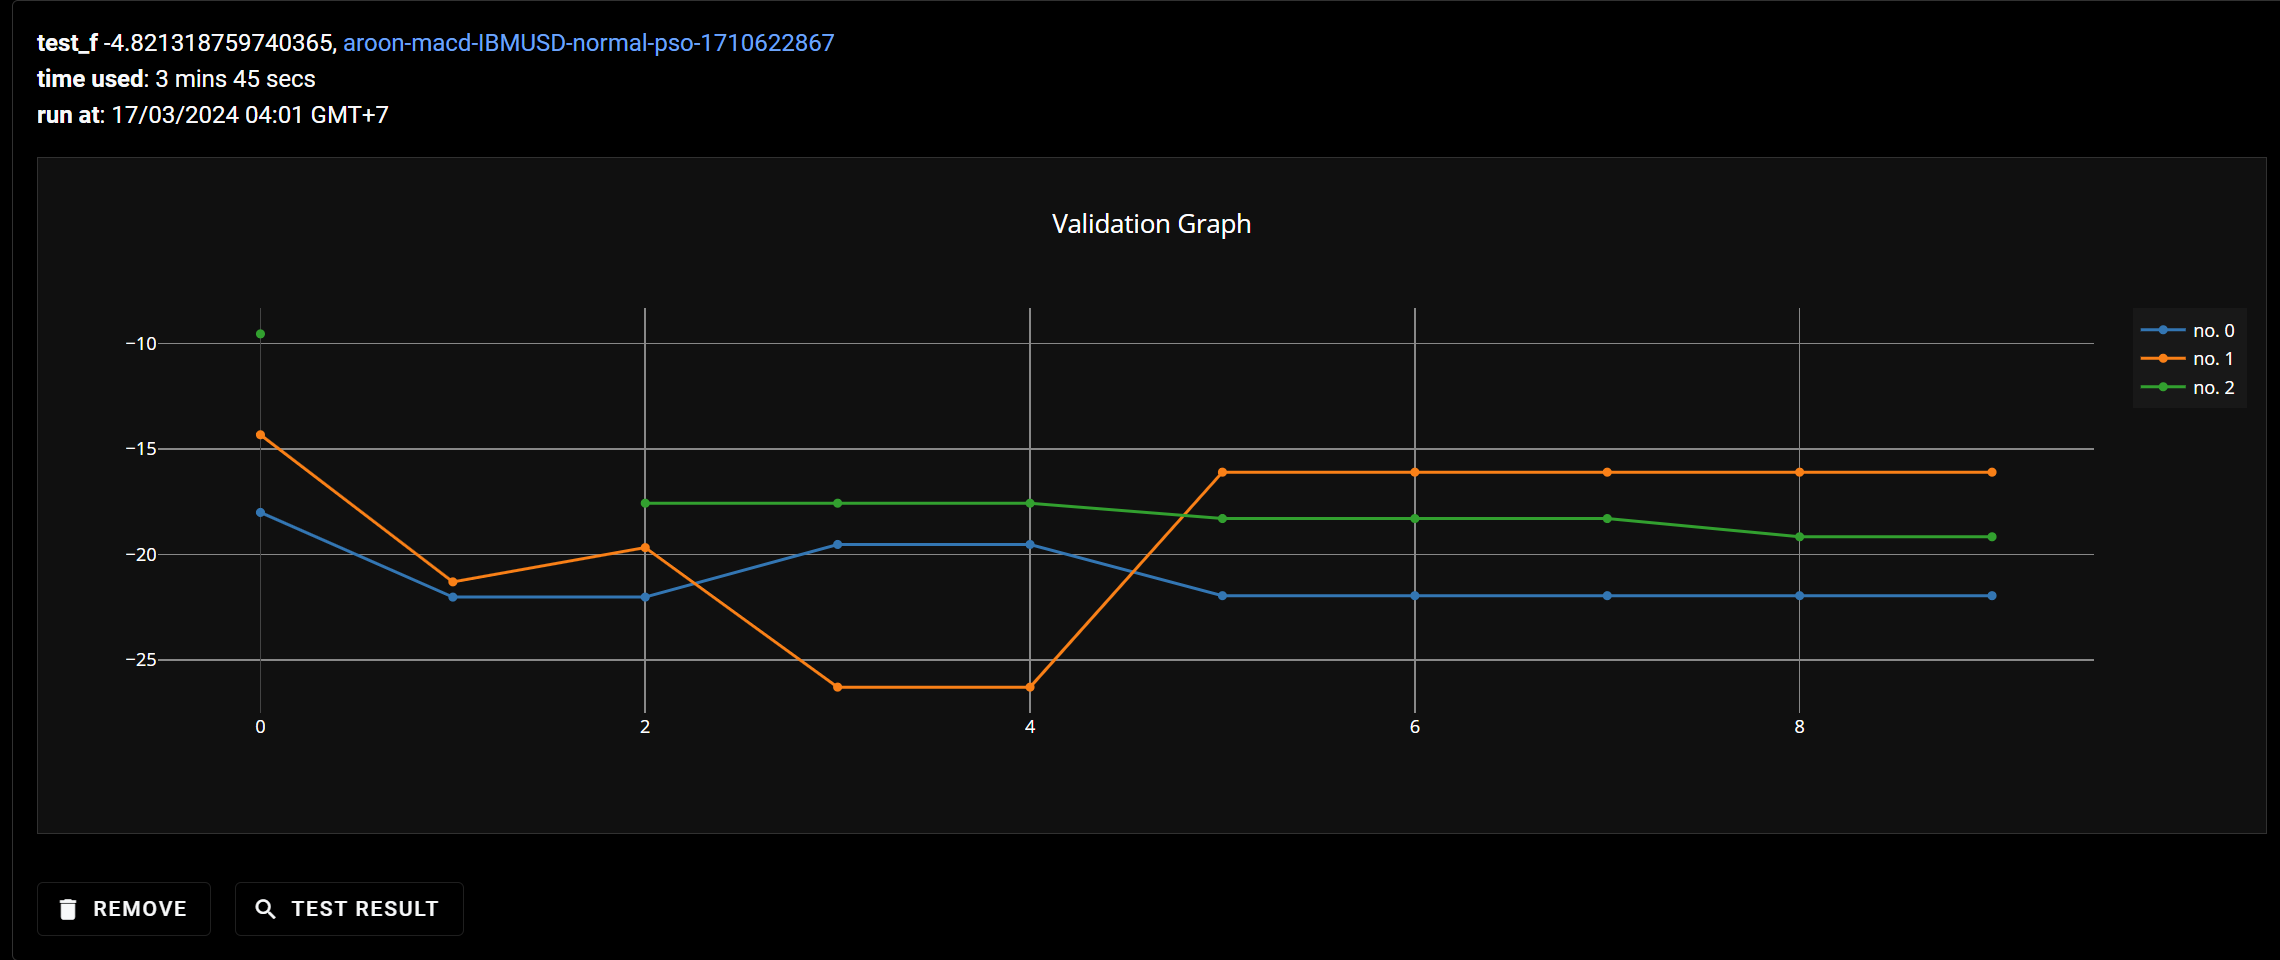 test_f -4.821318759740365, aroon-macd-IBMUSD-normal-pso-1710622867
time used: 3 mins 45 secs
run at: 17/03/2024 04:01 GMT+7
Validation Graph
−10
−15
−20
−25
0
2
4
6
8
no. 0
no. 1
no. 2
REMOVE
TEST RESULT